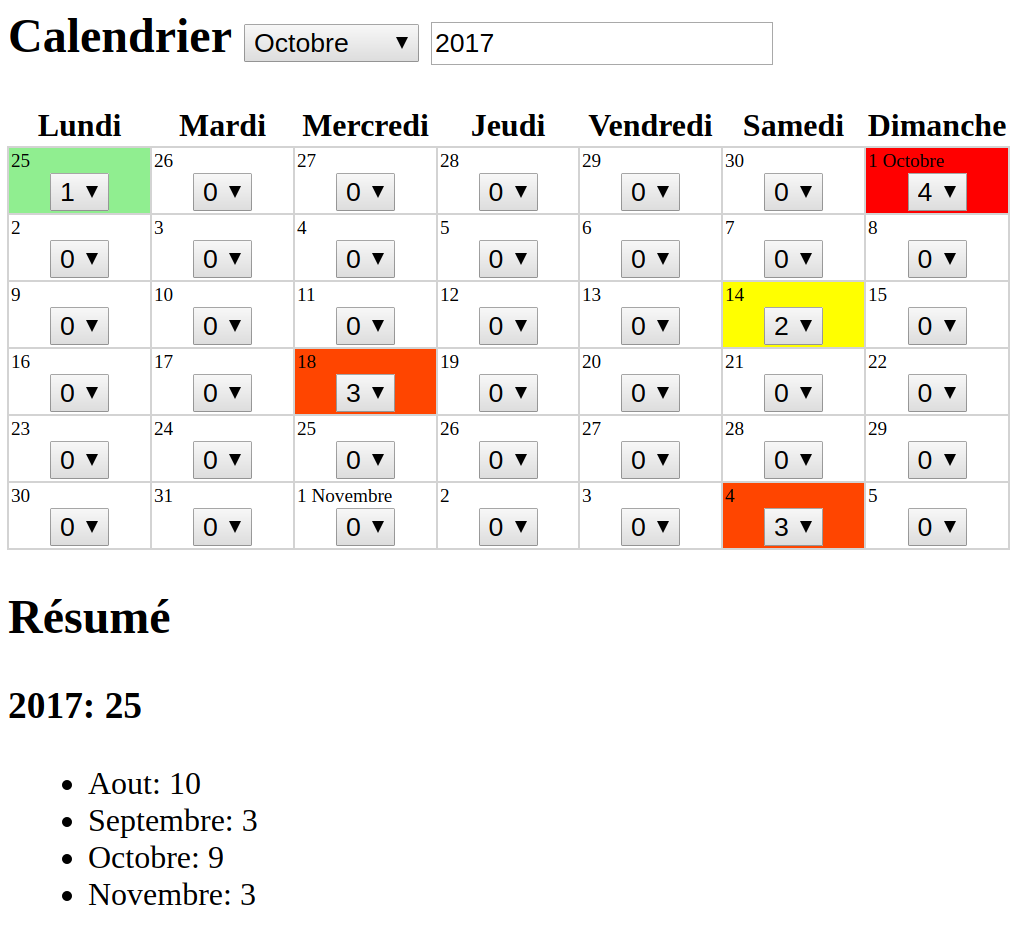 Calendrier Octobre ▼ 2017
Lundi Mardi Mercredi Jeudi Vendredi Samedi Dimanche
25 26 27 28 29 30 1 Octobre
1 ▼ 0 ▼ 0 ▼ 0 ▼ 0 ▼ 0 ▼ 4 ▼
2 3 4 5 6 7 8
0 ▼ 0 ▼ 0 ▼ 0 ▼ 0 ▼ 0 ▼ 0 ▼
9 10 11 12 13 14 15
0 ▼ 0 ▼ 0 ▼ 0 ▼ 0 ▼ 2 ▼ 0 ▼
16 17 18 19 20 21 22
0 ▼ 0 ▼ 3 ▼ 0 ▼ 0 ▼ 0 ▼ 0 ▼
23 24 25 26 27 28 29
0 ▼ 0 ▼ 0 ▼ 0 ▼ 0 ▼ 0 ▼ 0 ▼
30 31 1 Novembre 2 3 4 5
0 ▼ 0 ▼ 0 ▼ 0 ▼ 0 ▼ 3 ▼ 0 ▼
Résumé
2017: 25
• Aout: 10
• Septembre: 3
• Octobre: 9
• Novembre: 3